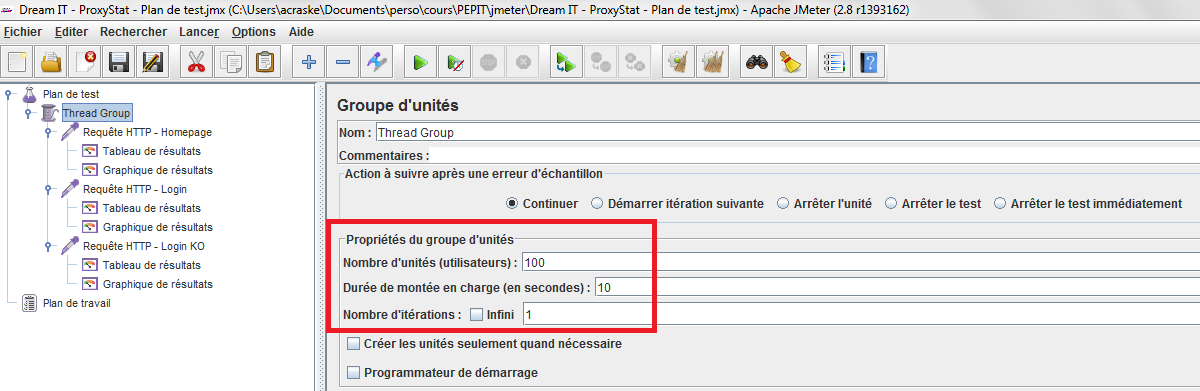 Dream IT - ProxyStat - Plan de test.jmx (C:\Users\acraske\Documents\perso\cours\PEPIT\jmeter\Dream IT - ProxyStat - Plan de test.jmx) - Apache JMeter (2.8 r1393162)
Fichier Editer Rechercher Lancer Options Aide
Plan de test
Thread Group
Requête HTTP - Homepage
Tableau de résultats
Graphique de résultats
Requête HTTP - Login
Tableau de résultats
Graphique de résultats
Requête HTTP - Login KO
Tableau de résultats
Graphique de résultats
Plan de travail
Groupe d'unités
Nom : Thread Group
Commentaires :
Action à suivre après une erreur d'échantillon
Continuer Démarrer itération suivante Arrêter l'unité Arrêter le test Arrêter le test immédiatement
Propriétés du groupe d'unités
Nombre d'unités (utilisateurs) : 100
Durée de montée en charge (en secondes) : 10
Nombre d'itérations : Infini 1
Créer les unités seulement quand nécessaire
Programmateur de démarrage